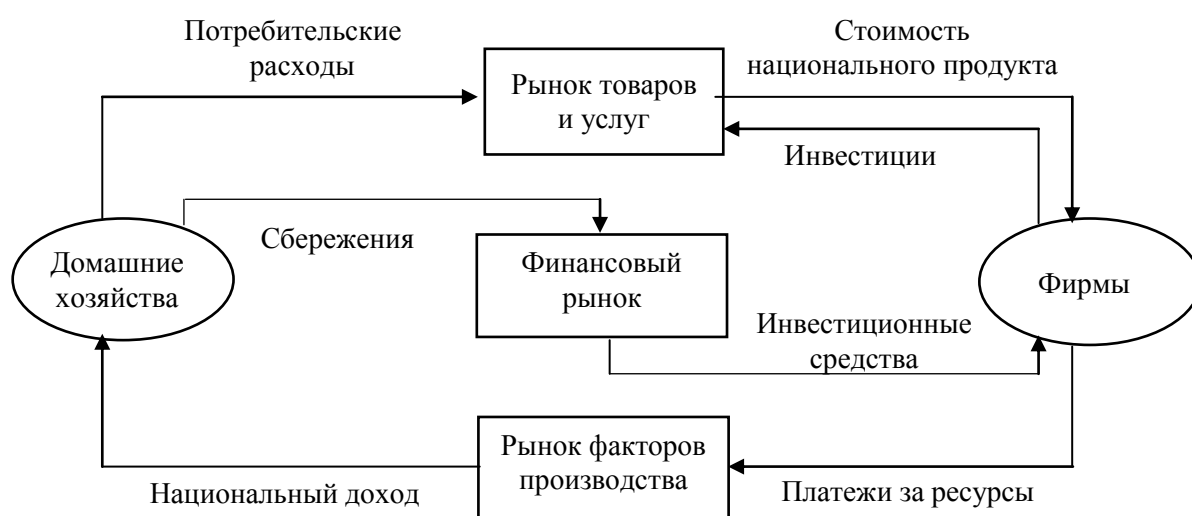 Потребительские
расходы
Стоимость
национального продукта
Рынок товаров
и услуг
Инвестиции
Сбережения
Домашние
хозяйства
Финансовый
рынок
Фирмы
Инвестиционные
средства
Рынок факторов
производства
Национальный доход
Платежи за ресурсы